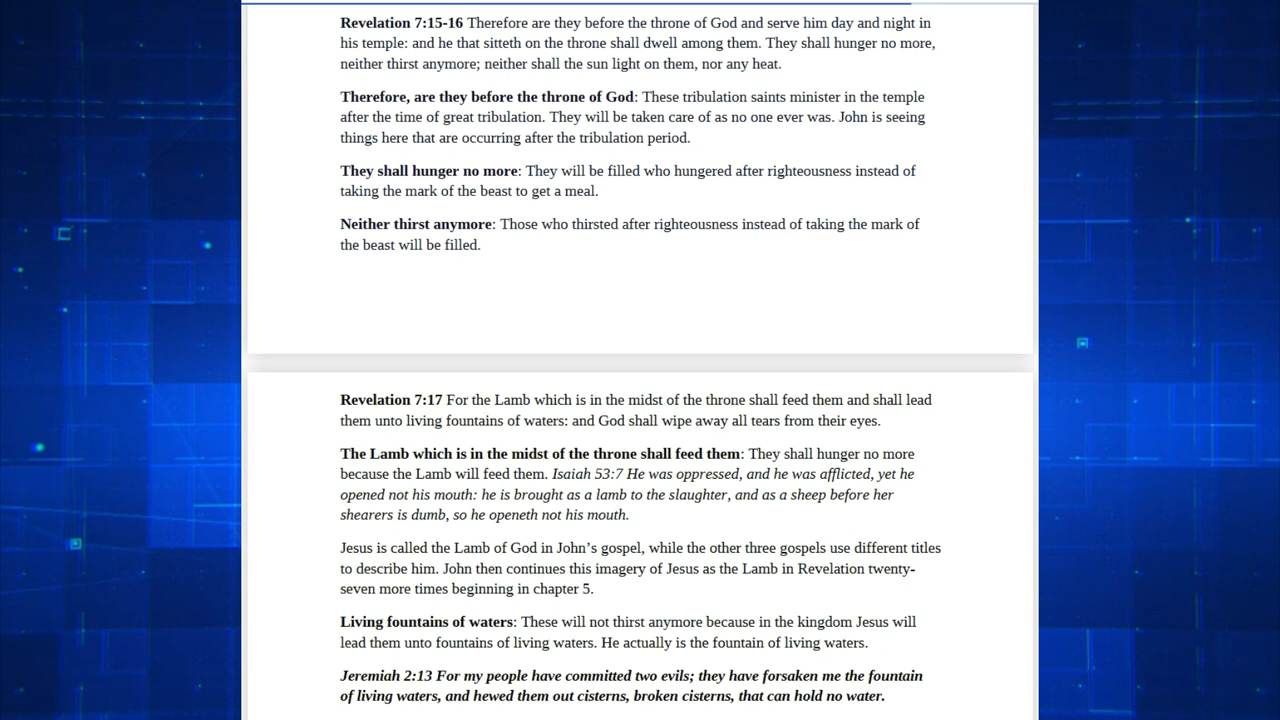 Revelation 7:15-16 Therefore are they before the throne of God and serve him day and night in
his temple: and he that sitteth on the throne shall dwell among them. They shall hunger no more,
neither thirst anymore; neither shall the sun light on them, nor any heat.
Therefore, are they before the throne of God: These tribulation saints minister in the temple
after the time of great tribulation. They will be taken care of as no one ever was. John is seeing
things here that are occurring after the tribulation period.
They shall hunger no more: They will be filled who hungered after righteousness instead of
taking the mark of the beast to get a meal.
Neither thirst anymore: Those who thirsted after righteousness instead of taking the mark of
the beast will be filled.
Revelation 7:17 For the Lamb which is in the midst of the throne shall feed them and shall lead
them unto living fountains of waters: and God shall wipe away all tears from their eyes.
The Lamb which is in the midst of the throne shall feed them: They shall hunger no more
because the Lamb will feed them. Isaiah 53:7 He was oppressed, and he was afflicted, yet he
opened not his mouth: he is brought as a lamb to the slaughter, and as a sheep before her
shearers is dumb, so he openeth not his mouth.
Jesus is called the Lamb of God in John’s gospel, while the other three gospels use different titles
to describe him. John then continues this imagery of Jesus as the Lamb in Revelation twenty-
seven more times beginning in chapter 5.
Living fountains of waters: These will not thirst anymore because in the kingdom Jesus will
lead them unto fountains of living waters. He actually is the fountain of living waters.
Jeremiah 2:13 For my people have committed two evils; they have forsaken me the fountain
of living waters, and hewed them out cisterns, broken cisterns, that can hold no water.